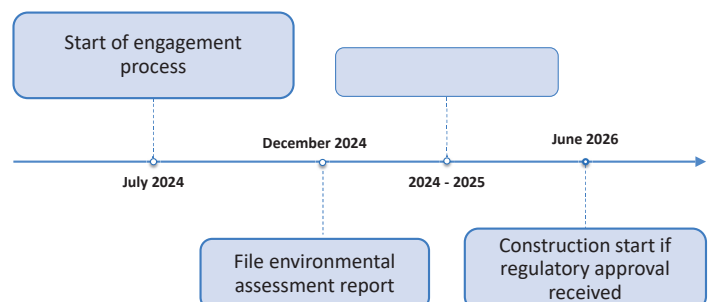 Start of engagement
process
December 2024
June 2026
July 2024
2024 - 2025
File environmental
assessment report
Construction start if
regulatory approval
received